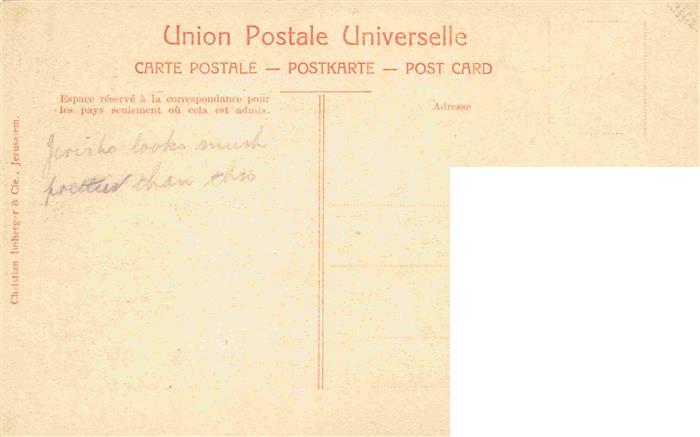 Union Postale Universelle
CARTE POSTALE — POSTKARTE — POST CARD
Espace réservé à la correspondance pour
les pays seulement où cela est admis.
Adresse
Jericho looks much
prettier than this
Christian Imberger & Cie., Jerusalem.